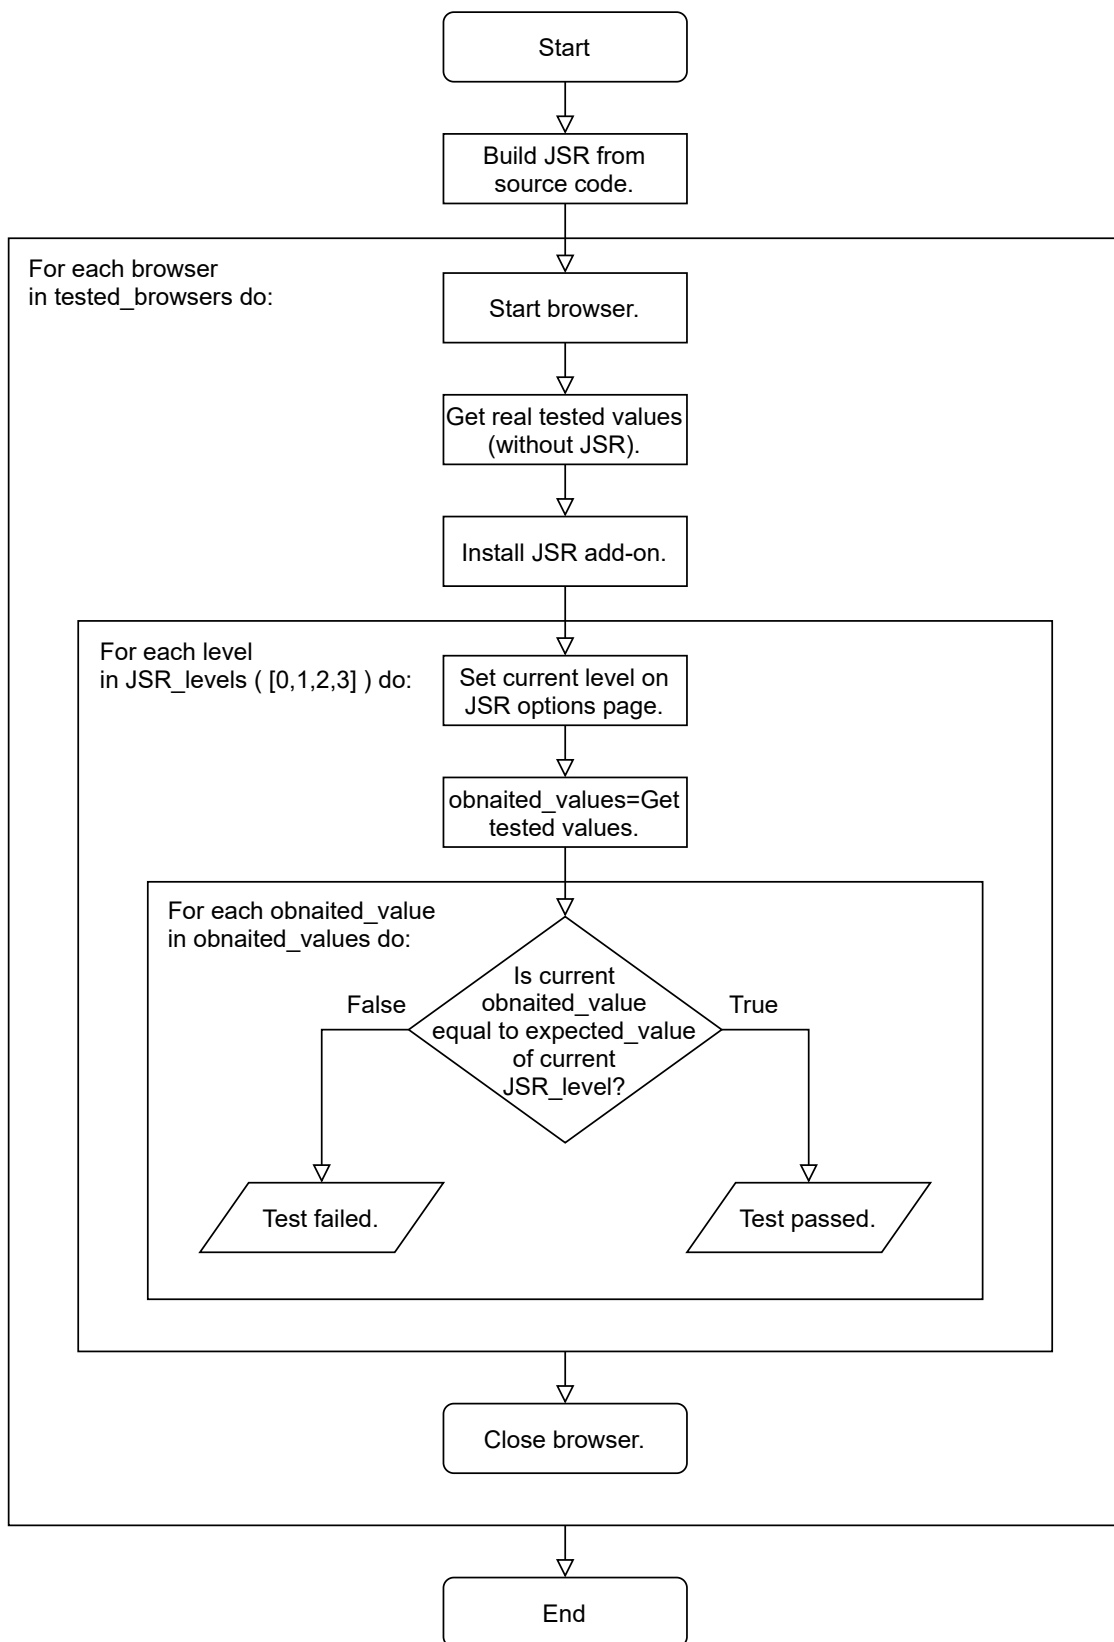 Start
Build JSR from
source code.
For each browser
in tested_browsers do:
Start browser.
Get real tested values
(without JSR).
Install JSR add-on.
For each level
in JSR_levels ( [0,1,2,3] ) do:
Set current level on
JSR options page.
obnaited_values=Get
tested values.
For each obnaited_value
in obnaited_values do:
Is current
obnaited_value
equal to expected_value
of current
JSR_level?
False
True
Test failed.
Test passed.
Close browser.
End